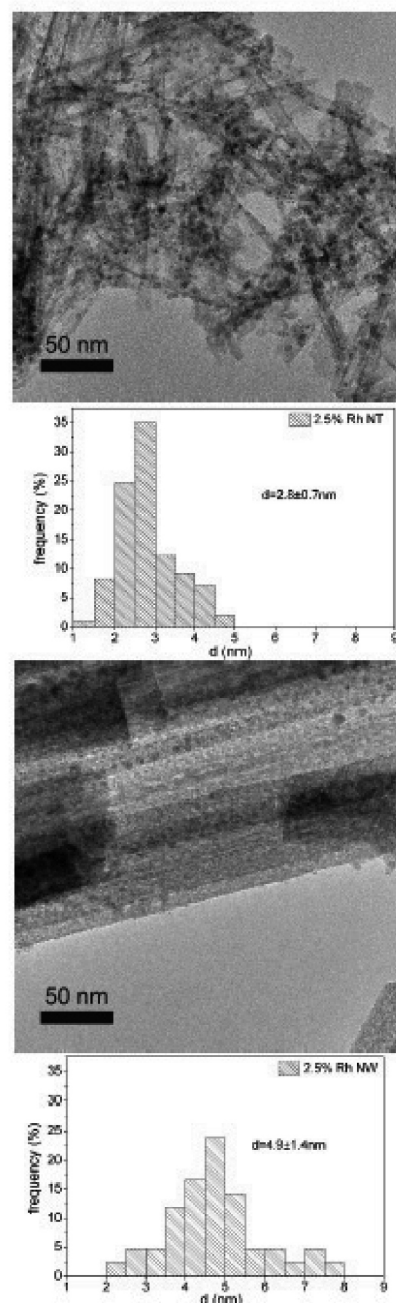 50 nm
35
30
25
20
15
10
5
0
frequency (%)
2.5% Rh NT
d=2.8±0.7nm
1 2 3 4 5 6 7 8 9
d (nm)
50 nm
35
30
25
20
15
10
5
0
frequency (%)
2.5% Rh NW
d=4.9±1.4nm
1 2 3 4 5 6 7 8 9
d (nm)